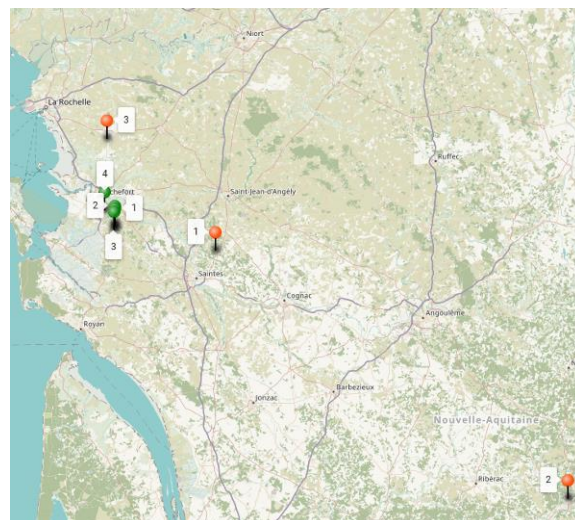 Niort
La Rochelle
3
Ruffec
4
chefort
Saint-Jean-d'Angély
2
1
1
3
Saintes
Cognac
Angoulême
Royan
Barbezieux
Jonzac
Nouvelle-Aquitaine
Ribérac
2